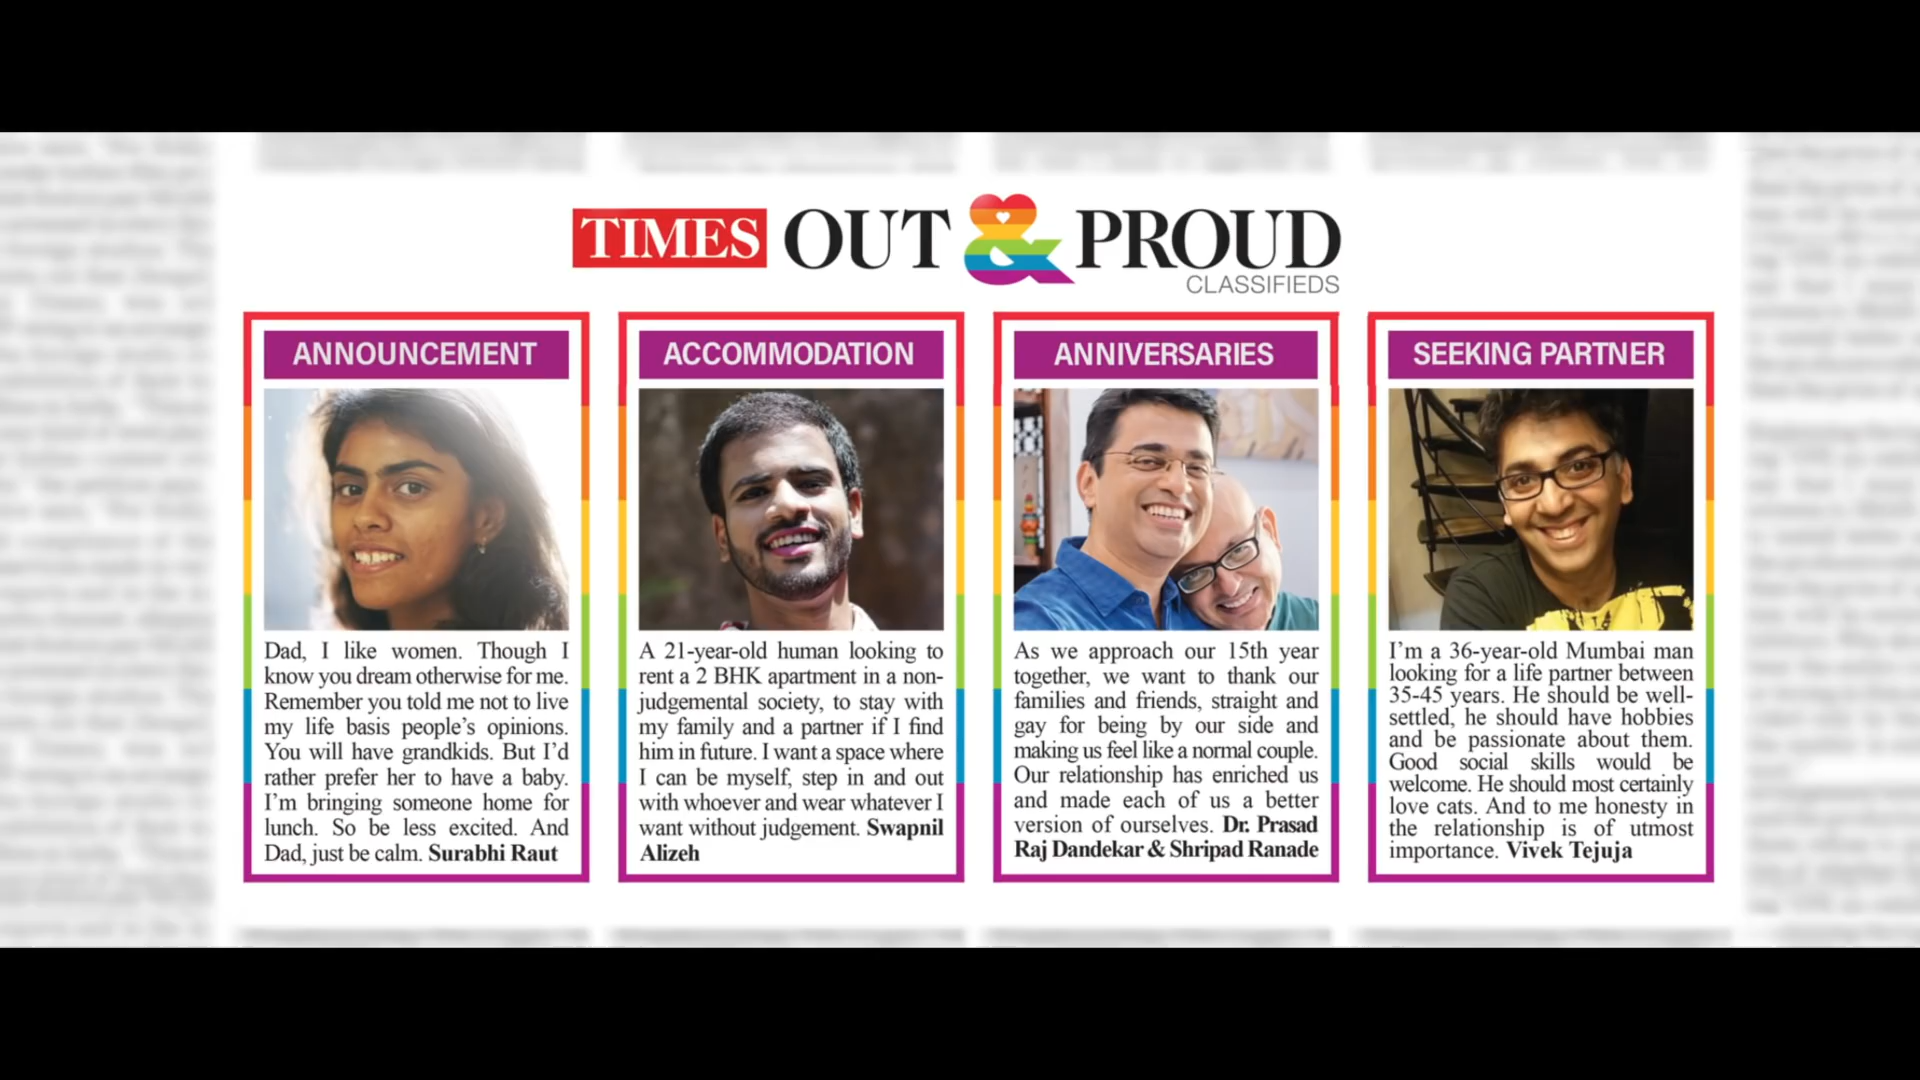 TIMES OUT & PROUD
CLASSIFIEDS
ANNOUNCEMENT
Dad, I like women. Though I
know you dream otherwise for me.
Remember you told me not to live
my life basis people's opinions.
You will have grandkids. But I'd
rather prefer her to have a baby.
I'm bringing someone home for
lunch. So be less excited. And
Dad, just be calm. Surabhi Raut
ACCOMMODATION
A 21-year-old human looking to
rent a 2 BHK apartment in a non-
judgemental society, to stay with
my family and a partner if I find
him in future. I want a space where
I can be myself, step in and out
with whoever and wear whatever I
want without judgement. Swapnil
Alizeh
ANNIVERSARIES
As we approach our 15th year
together, we want to thank our
families and friends, straight and
gay for being by our side and
making us feel like a normal couple.
Our relationship has enriched us
and made each of us a better
version of ourselves. Dr. Prasad
Raj Dandekar & Shripad Ranade
SEEKING PARTNER
I'm a 36-year-old Mumbai man
looking for a life partner between
35-45 years. He should be well-
settled, he should have hobbies
and be passionate about them.
Good social skills would be
welcome. He should most certainly
love cats. And to me honesty in
the relationship is of utmost
importance. Vivek Tejuja